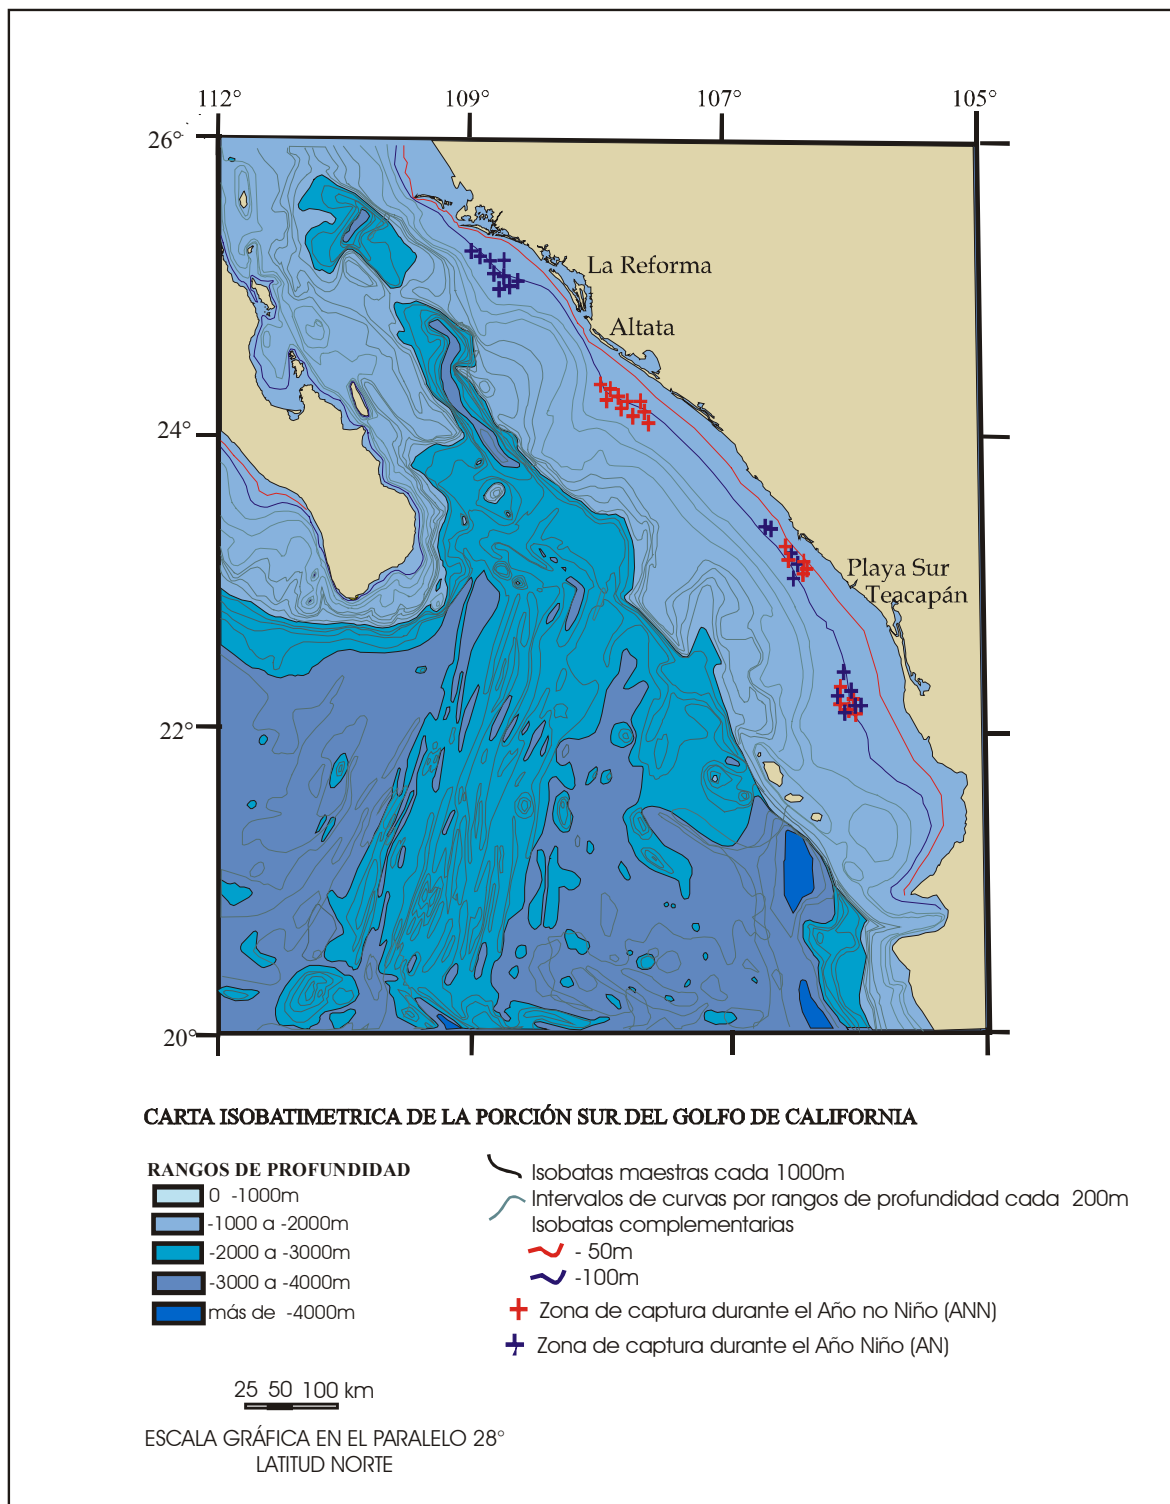 112° 109° 107° 105°
26°
La Reforma
Altata
24°
Playa Sur
Teacapán
22°
20°
CARTA ISOBATIMETRICA DE LA PORCIÓN SUR DEL GOLFO DE CALIFORNIA
RANGOS DE PROFUNDIDAD
0 -1000m
-1000 a -2000m
-2000 a -3000m
-3000 a -4000m
más de -4000m
Isobatas maestras cada 1000m
Intervalos de curvas por rangos de profundidad cada 200m
Isobatas complementarias
- 50m
-100m
Zona de captura durante el Año no Niño (ANN)
Zona de captura durante el Año Niño (AN)
25 50 100 km
ESCALA GRÁFICA EN EL PARALELO 28°
LATITUD NORTE